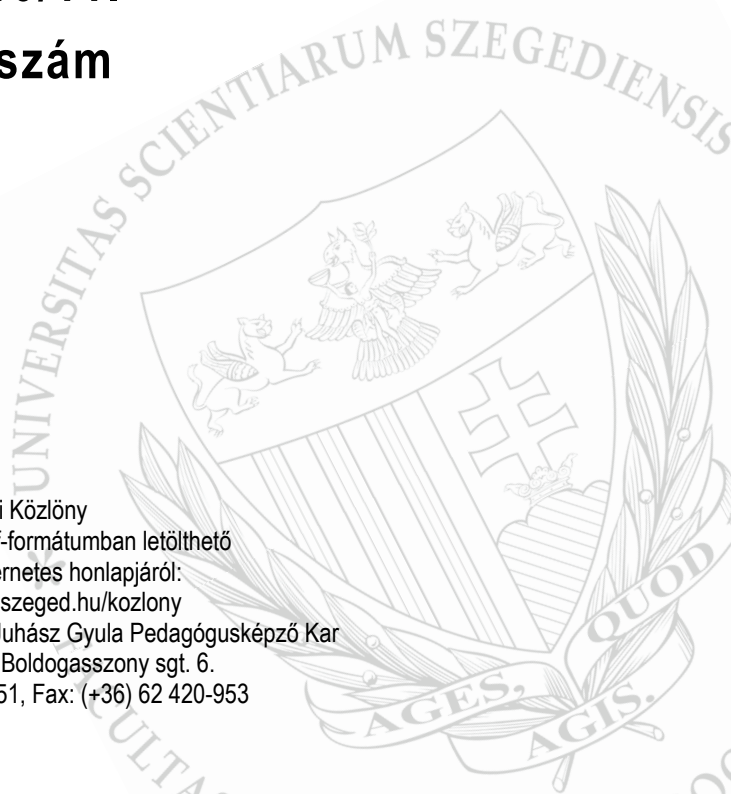 szám
UNIVERSITAS SCIENTIARUM SZEGEDIENSIS
i Közlöny
-formátumban letölthető
ernetes honlapjáról:
szeged.hu/kozlony
Juhász Gyula Pedagógusképző Kar
Boldogasszony sgt. 6.
51, Fax: (+36) 62 420-953
QUOD
AGES,
AGIS.